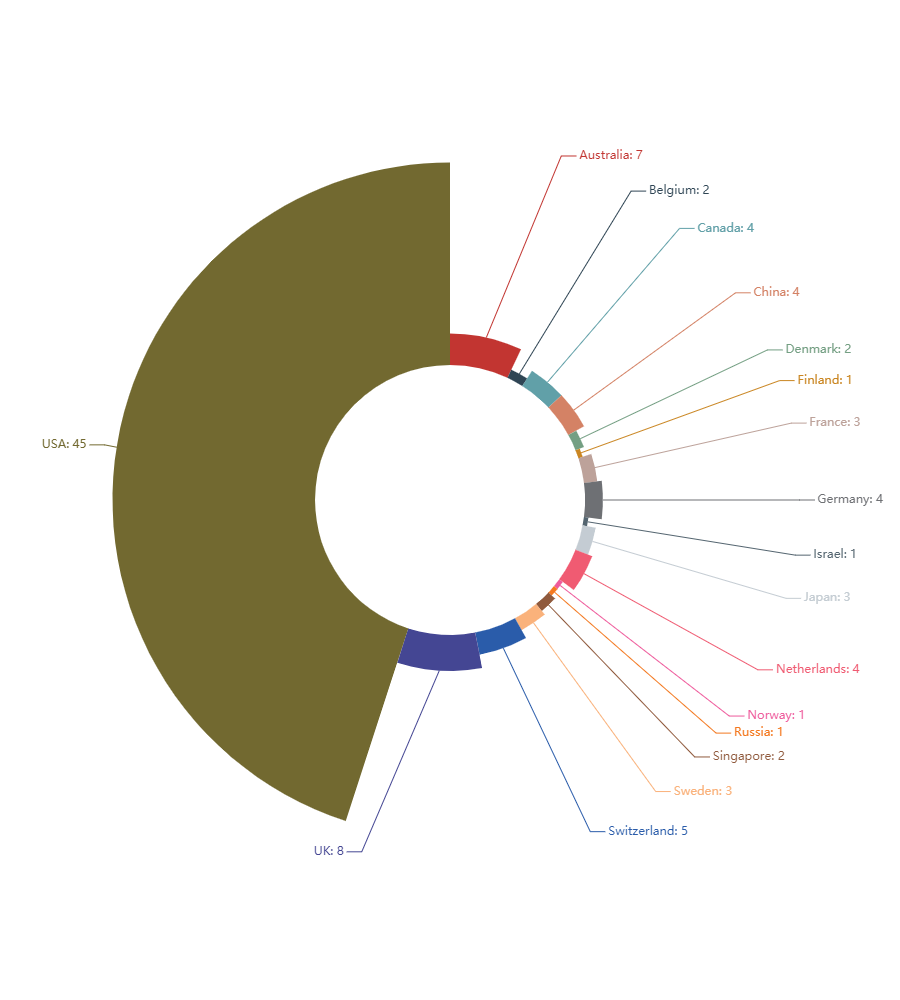 Australia: 7
Belgium: 2
Canada: 4
China: 4
Denmark: 2
Finland: 1
France: 3
USA: 45
Germany: 4
Israel: 1
Japan: 3
Netherlands: 4
Norway: 1
Russia: 1
Singapore: 2
Sweden: 3
Switzerland: 5
UK: 8